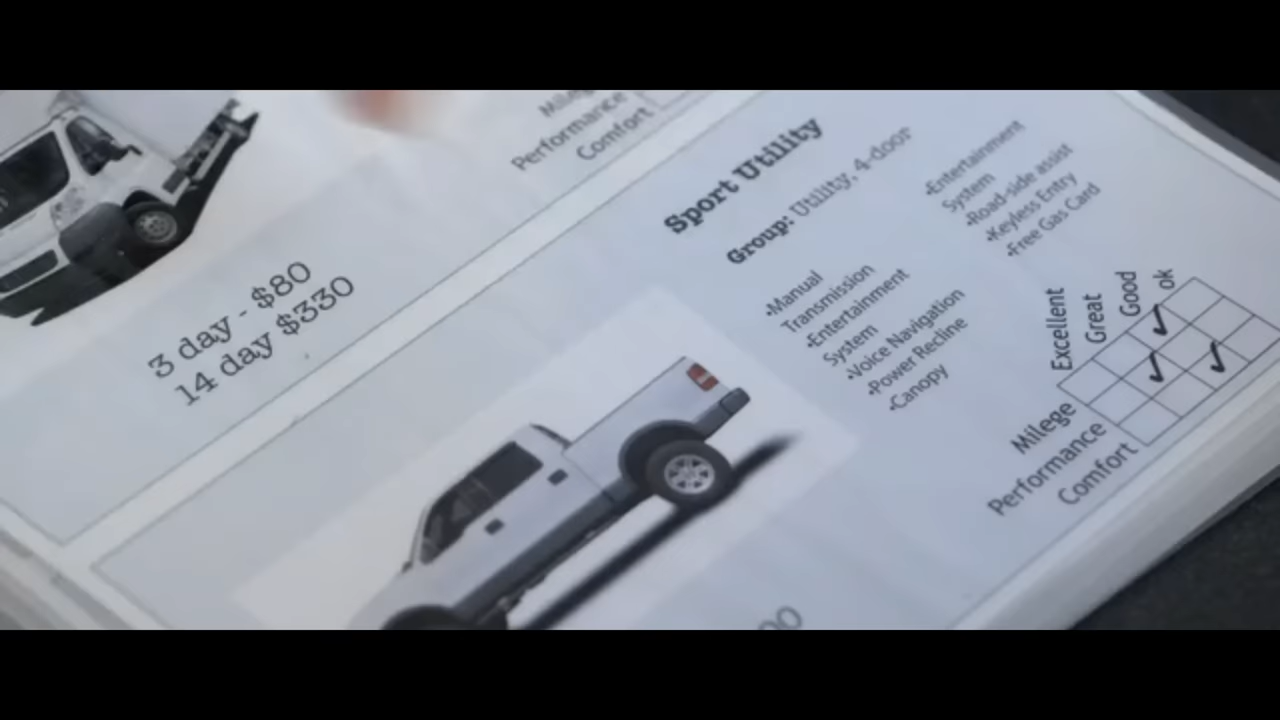 3 day - $80
14 day $330
Mileg
Performance
Comfort
Sport Utility
Group: Utility, 4-door
•Manual
Transmission
•Entertainment
System
•Voice Navigation
•Power Recline
•Canopy
•Entertainment
System
•Road-side assist
•Keyless Entry
•Free Gas Card
Excellent
Great
Good
ok
Milege
Performance
Comfort
00